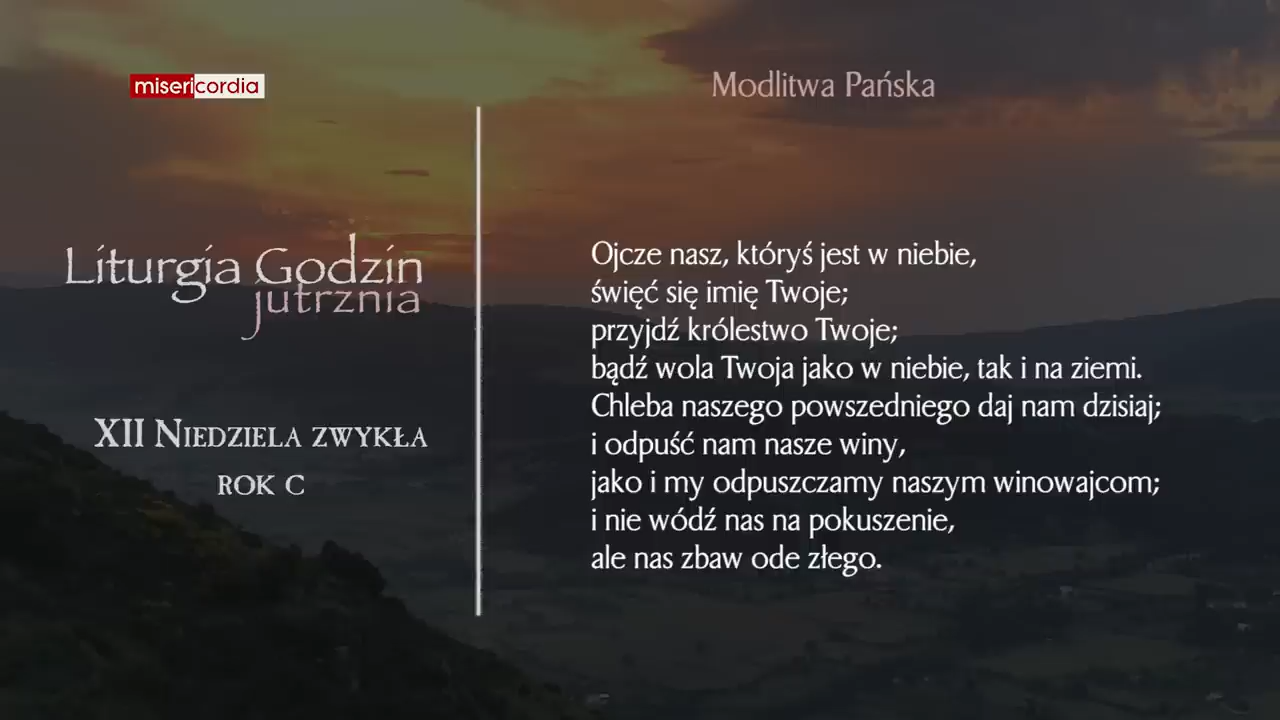 misericordia
Liturgia Godzin
jutrznia
XII Niedziela zwykła
rok C
Modlitwa Pańska
Ojcze nasz, któryś jest w niebie,
święć się imię Twoje;
przyjdź królestwo Twoje;
bądź wola Twoja jako w niebie, tak i na ziemi.
Chleba naszego powszedniego daj nam dzisiaj;
i odpuść nam nasze winy,
jako i my odpuszczamy naszym winowajcom;
i nie wódź nas na pokuszenie,
ale nas zbaw ode złego.